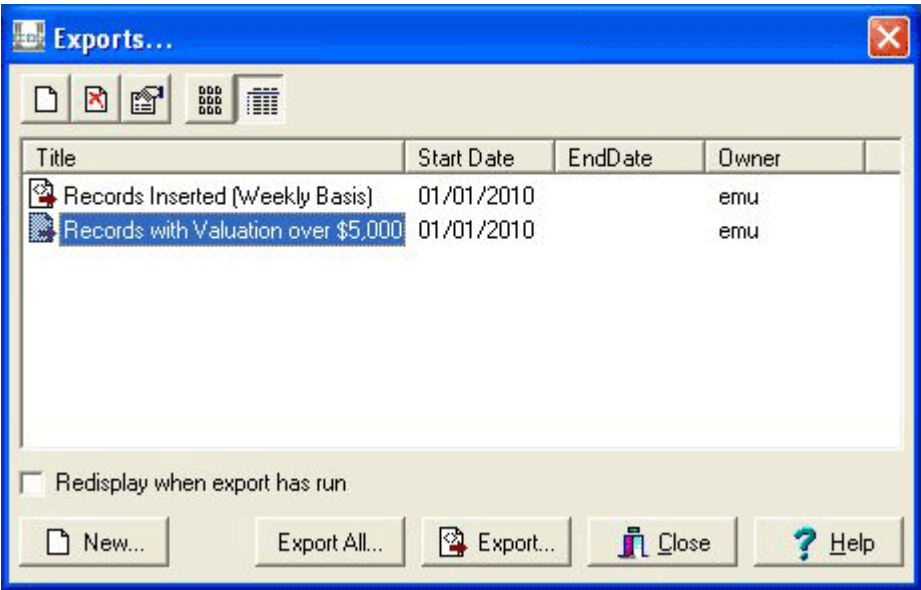 Exports...
Title Start Date EndDate Owner
Records Inserted (Weekly Basis) 01/01/2010 emu
Records with Valuation over $5,000 01/01/2010 emu
Redisplay when export has run
New... Export All... Export... Close Help